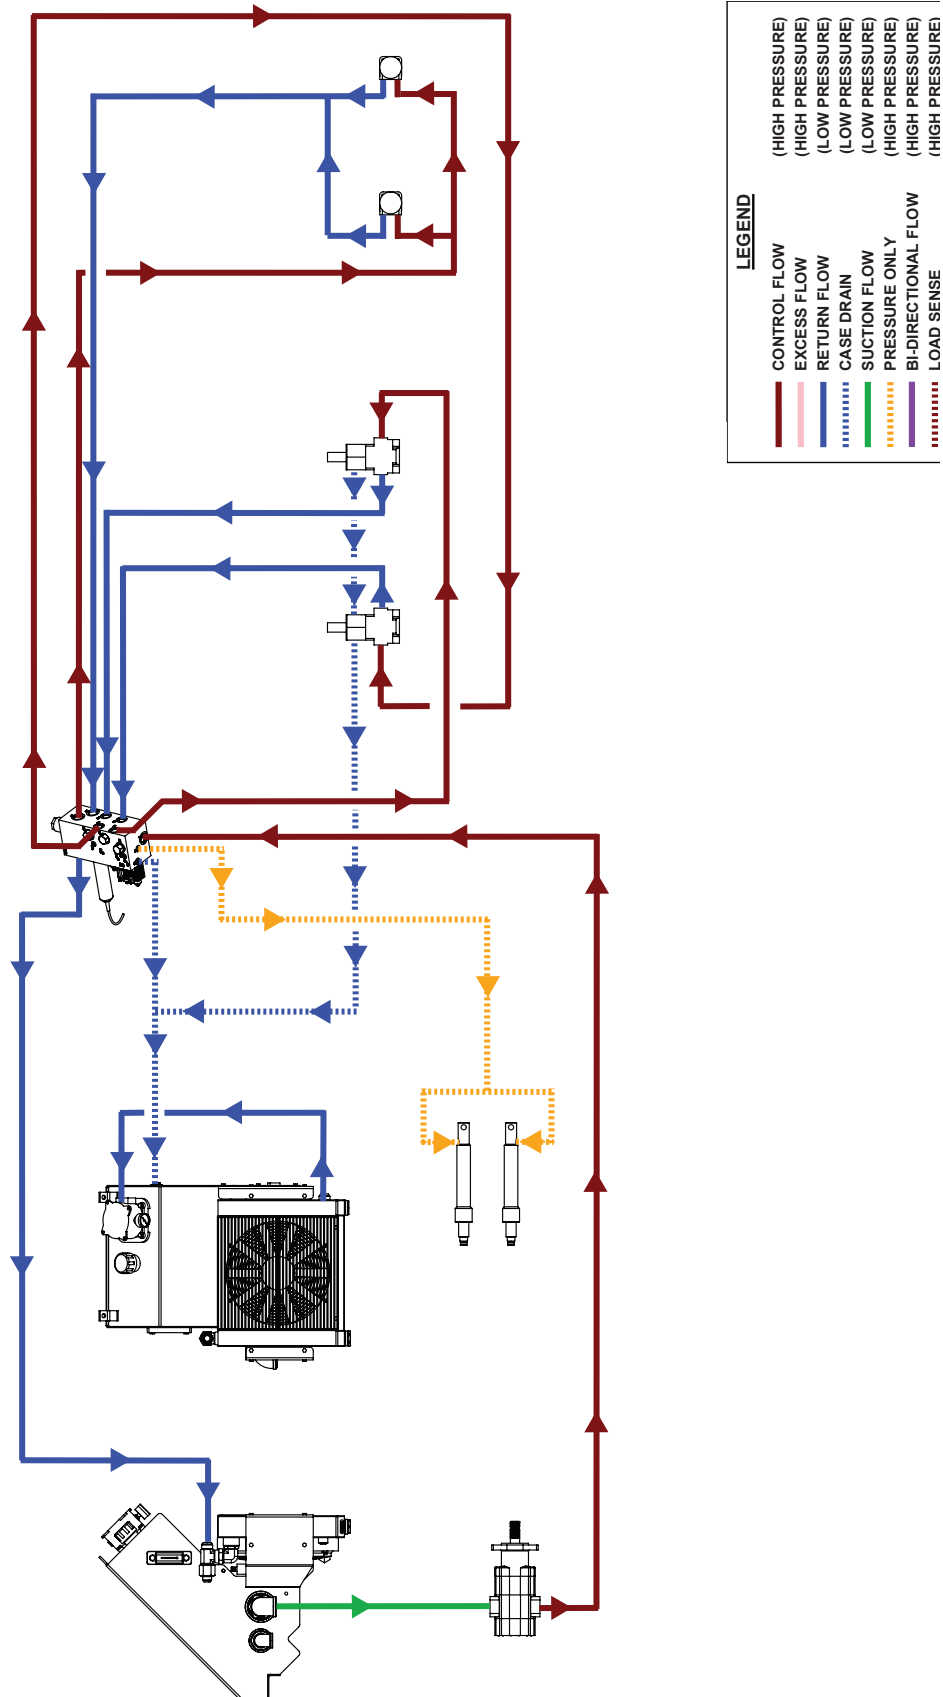 LEGEND
CONTROL FLOW (HIGH PRESSURE)
EXCESS FLOW (HIGH PRESSURE)
RETURN FLOW (LOW PRESSURE)
CASE DRAIN (LOW PRESSURE)
SUCTION FLOW (LOW PRESSURE)
PRESSURE ONLY (HIGH PRESSURE)
BI-DIRECTIONAL FLOW (HIGH PRESSURE)
LOAD SENSE (HIGH PRESSURE)